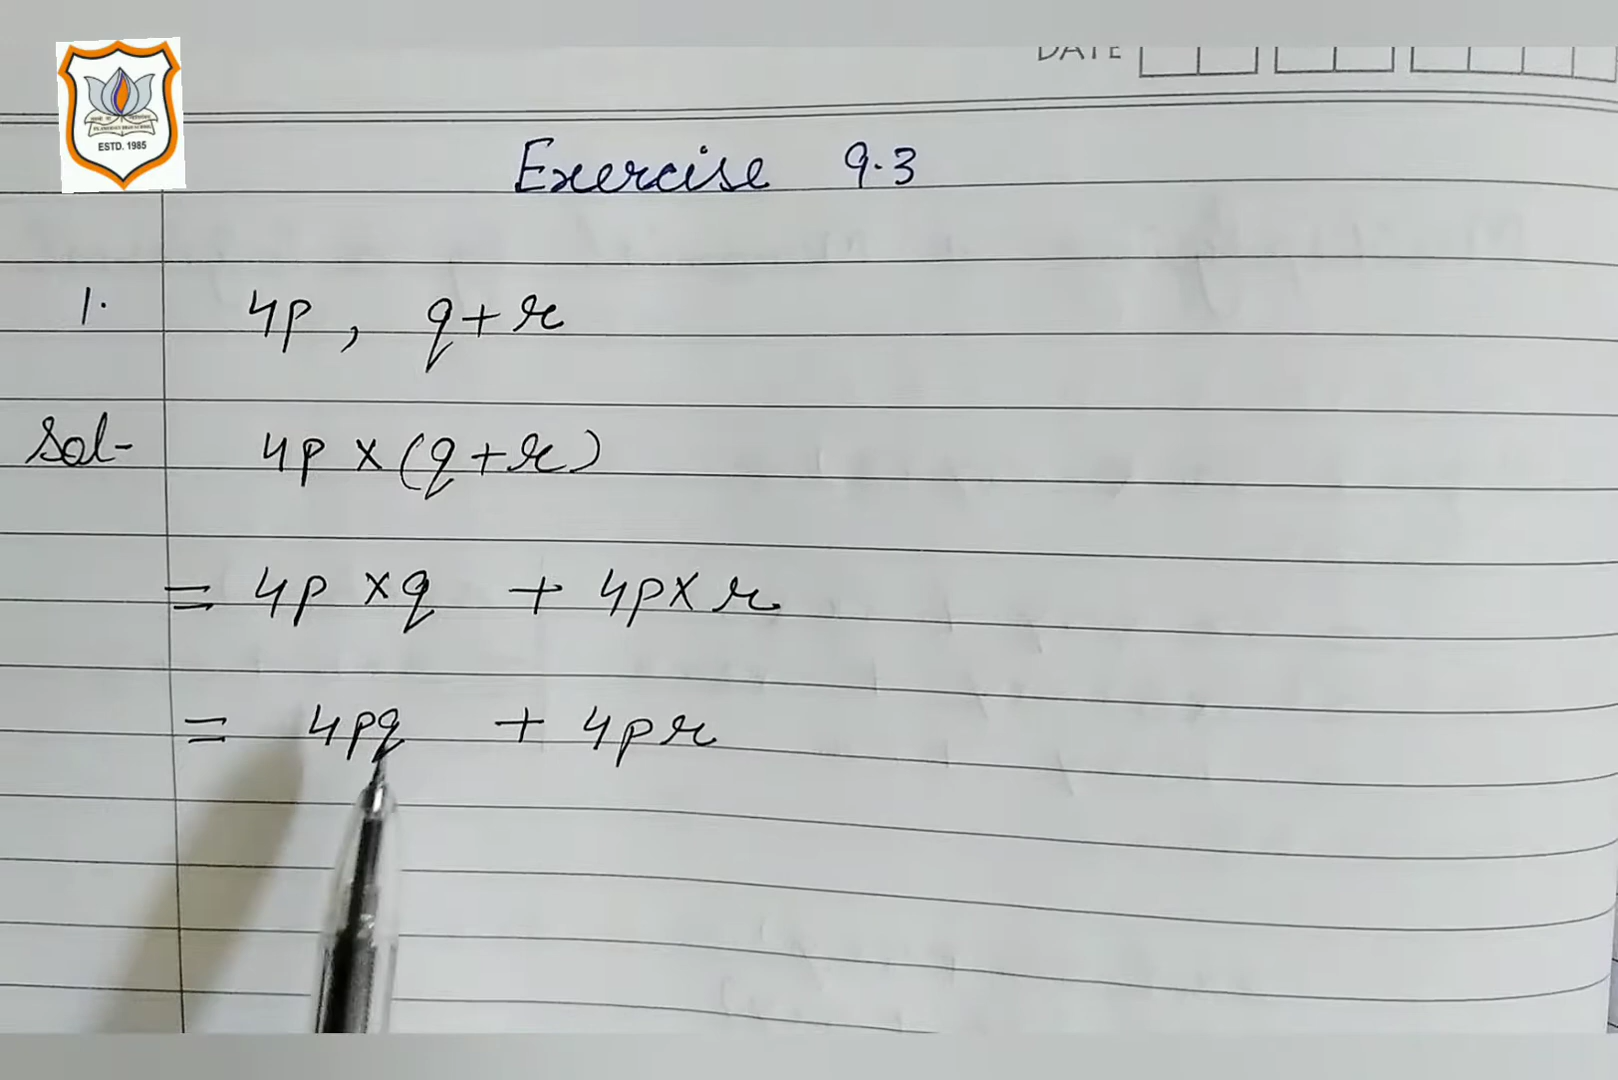 DATE
ESTD. 1985
Exercise 9.3
1. 4p, q+r
Sol- 4p × (q+r)
= 4p × q + 4p × r
= 4pq + 4pr